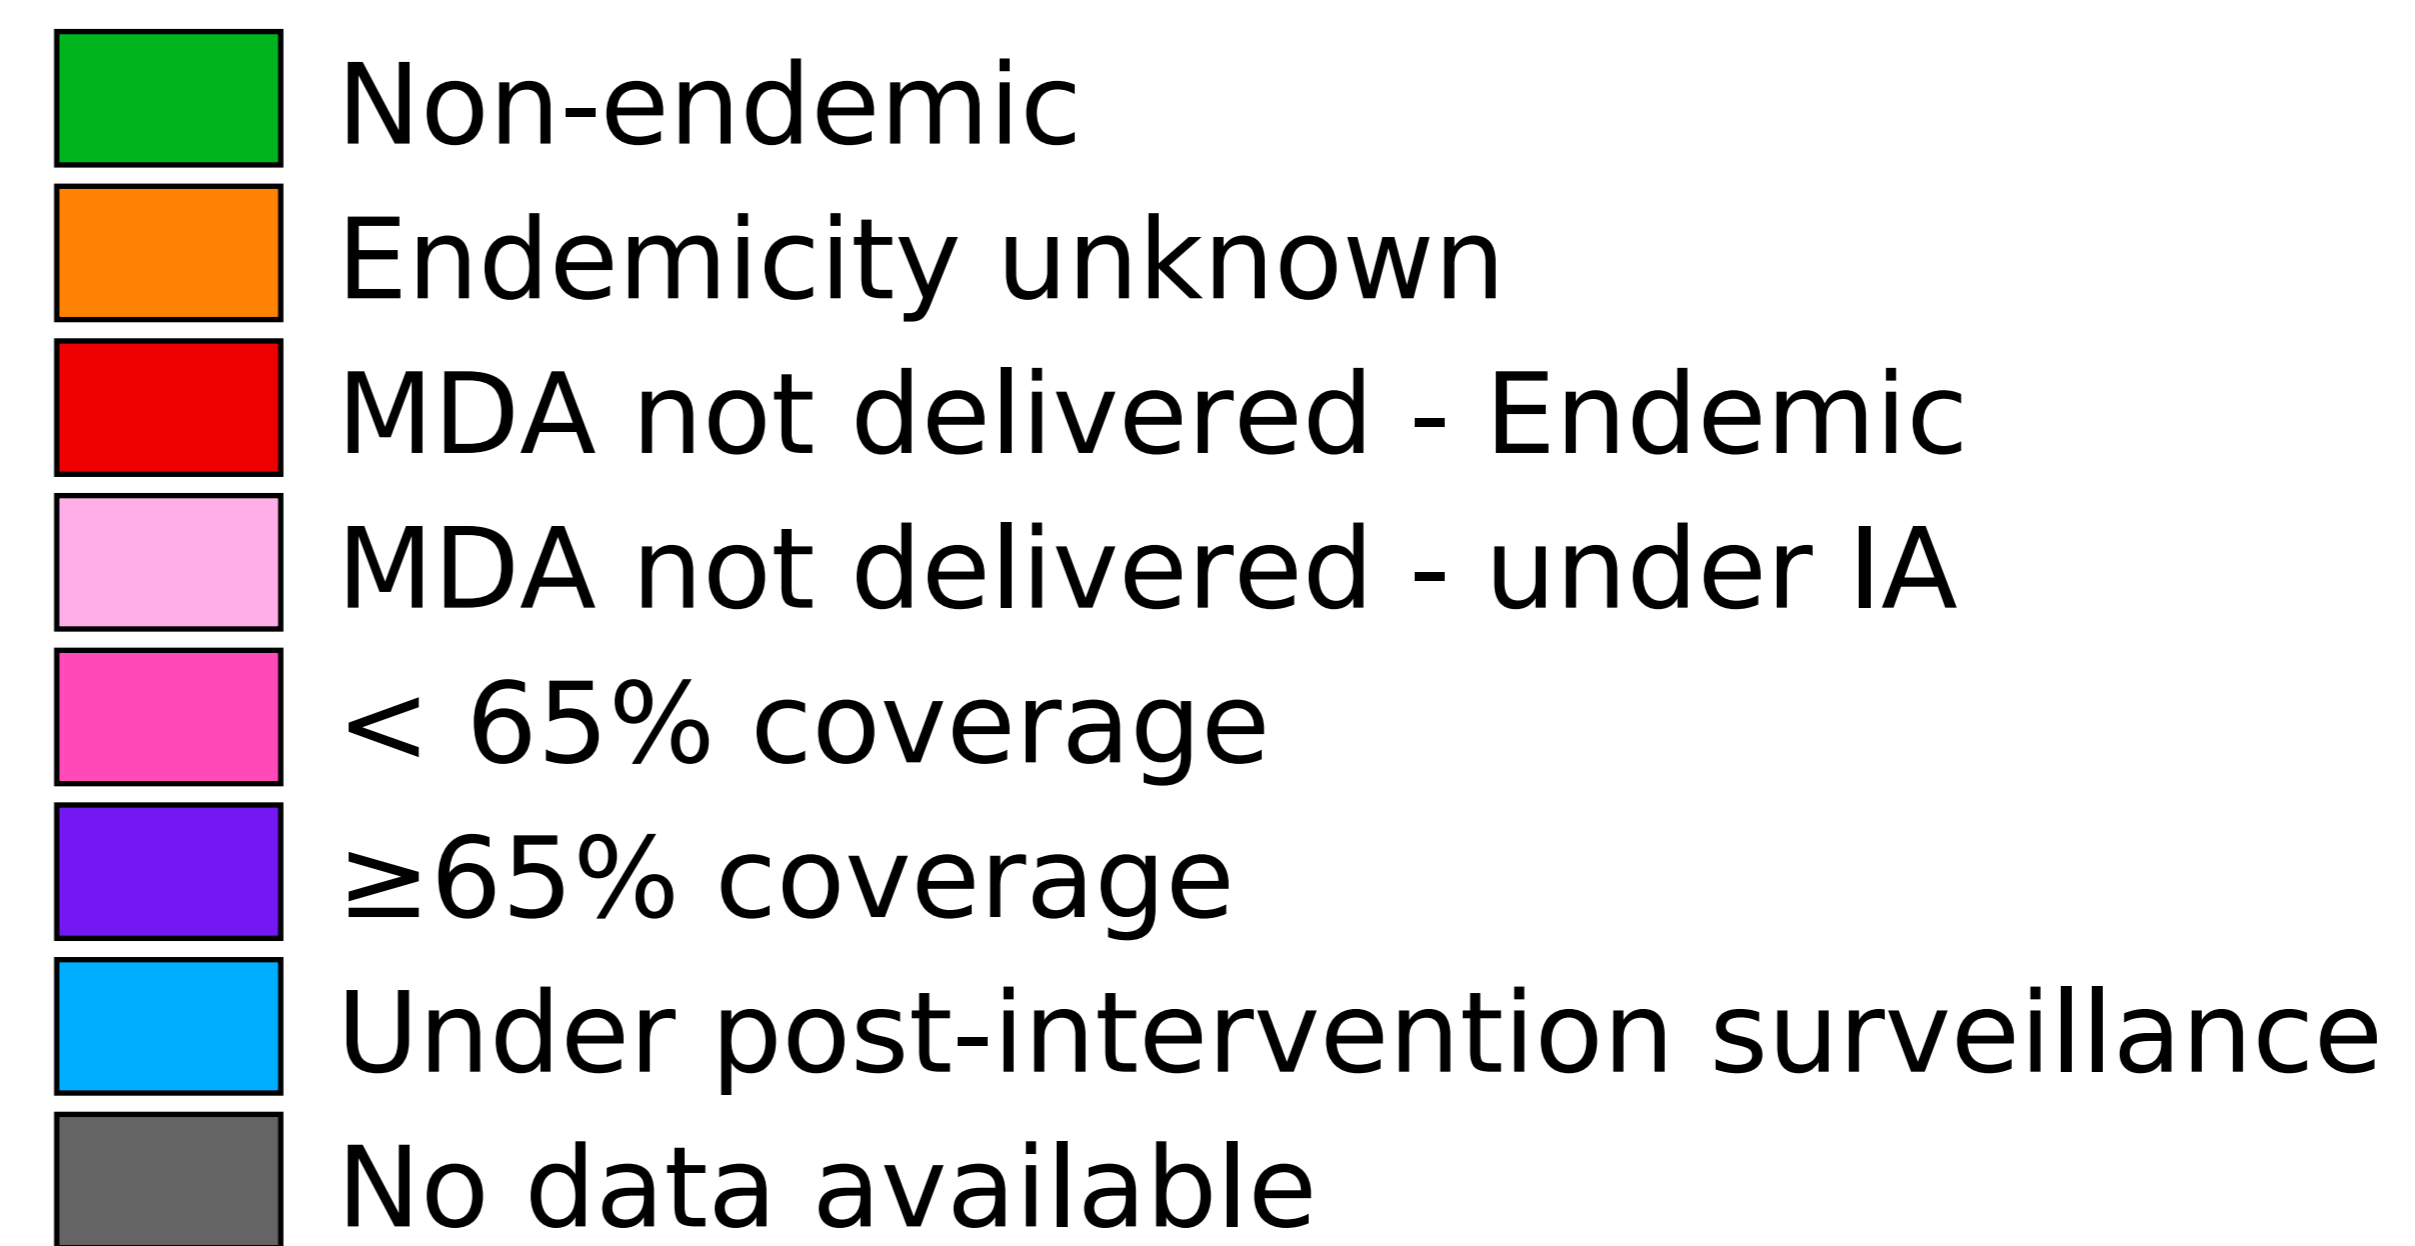 Non-endemic
Endemicity unknown
MDA not delivered - Endemic
MDA not delivered - under IA
< 65% coverage
≥65% coverage
Under post-intervention surveillance
No data available